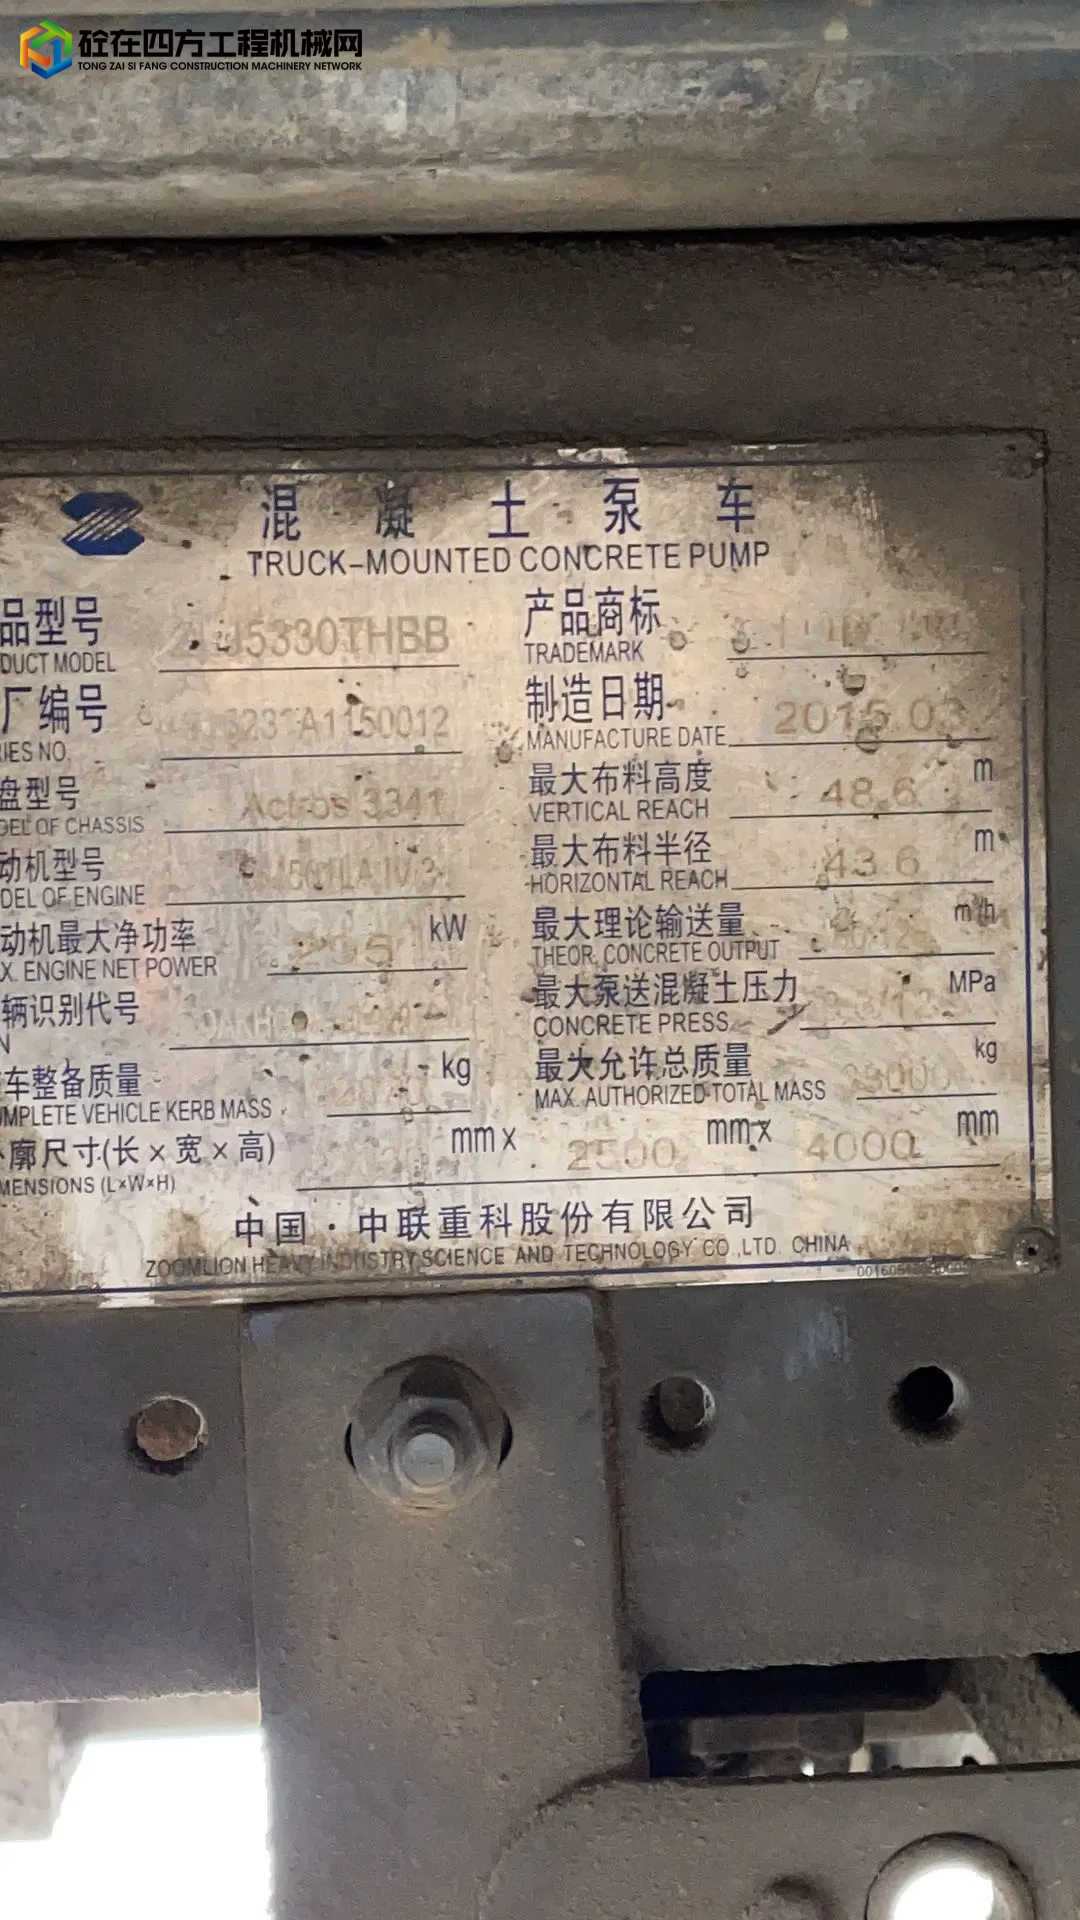 砼在四方工程机械网
TONG ZAI SI FANG CONSTRUCTION MACHINERY NETWORK
混凝土泵车
TRUCK-MOUNTED CONCRETE PUMP
品型号 J5330THBB
DUCT MODEL
产品商标
TRADEMARK
厂编号 A1150012
RIES NO.
制造日期 2015.03
MANUFACTURE DATE
盘型号 Actros 3341
DEL OF CHASSIS
最大布料高度 48.6 m
VERTICAL REACH
动机型号
DEL OF ENGINE
最大布料半径 43.6 m
HORIZONTAL REACH
动机最大净功率 kW
X. ENGINE NET POWER
最大理论输送量 m³/h
THEOR. CONCRETE OUTPUT
辆识别代号
N
最大泵送混凝土压力 MPa
CONCRETE PRESS.
车整备质量 kg
OMPLETE VEHICLE KERB MASS
最大允许总质量 kg
MAX. AUTHORIZED TOTAL MASS
廓尺寸(长×宽×高) mm x 2500 mm x 4000 mm
MENSIONS (L×W×H)
中国·中联重科股份有限公司
ZOOMLION HEAVY INDUSTRY SCIENCE AND TECHNOLOGY CO.,LTD. CHINA